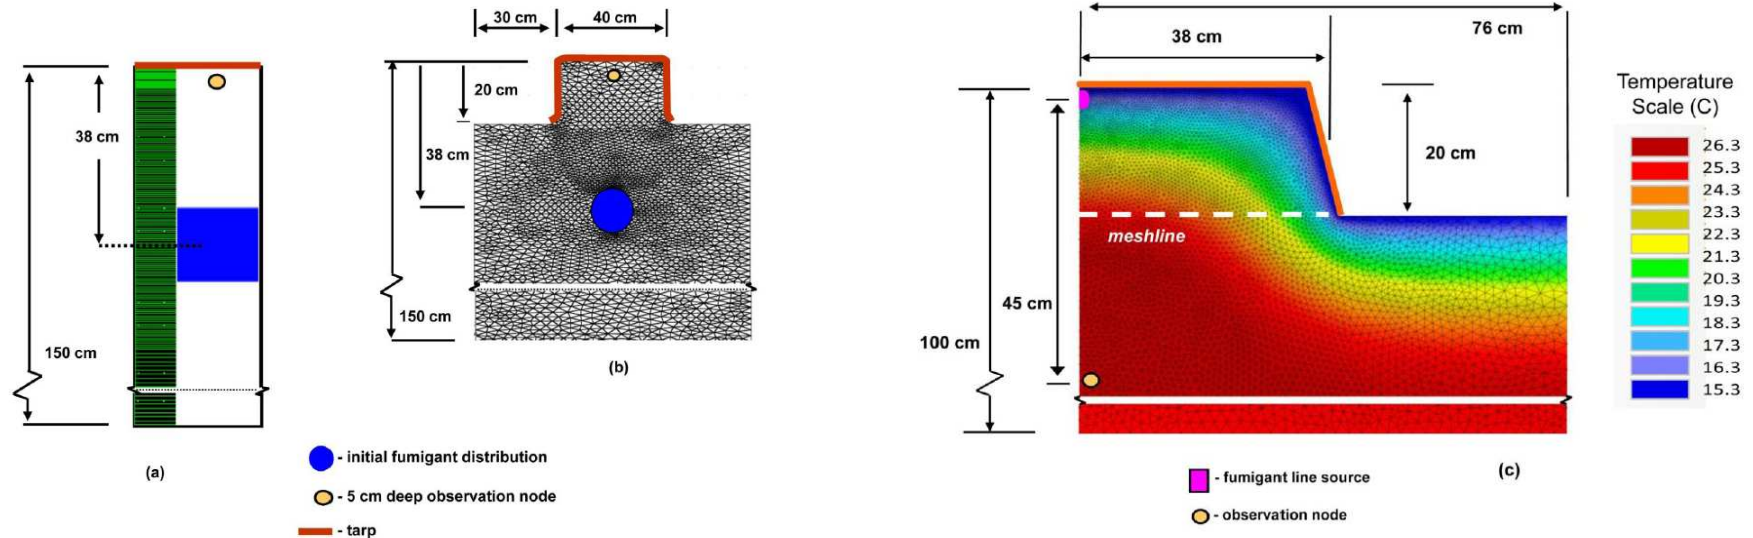 38 cm
150 cm
(a)
30 cm
40 cm
20 cm
38 cm
150 cm
(b)
- initial fumigant distribution
- 5 cm deep observation node
- tarp
76 cm
38 cm
20 cm
meshline
45 cm
100 cm
(c)
- fumigant line source
- observation node
Temperature
Scale (C)
26.3
25.3
24.3
23.3
22.3
21.3
20.3
19.3
18.3
17.3
16.3
15.3